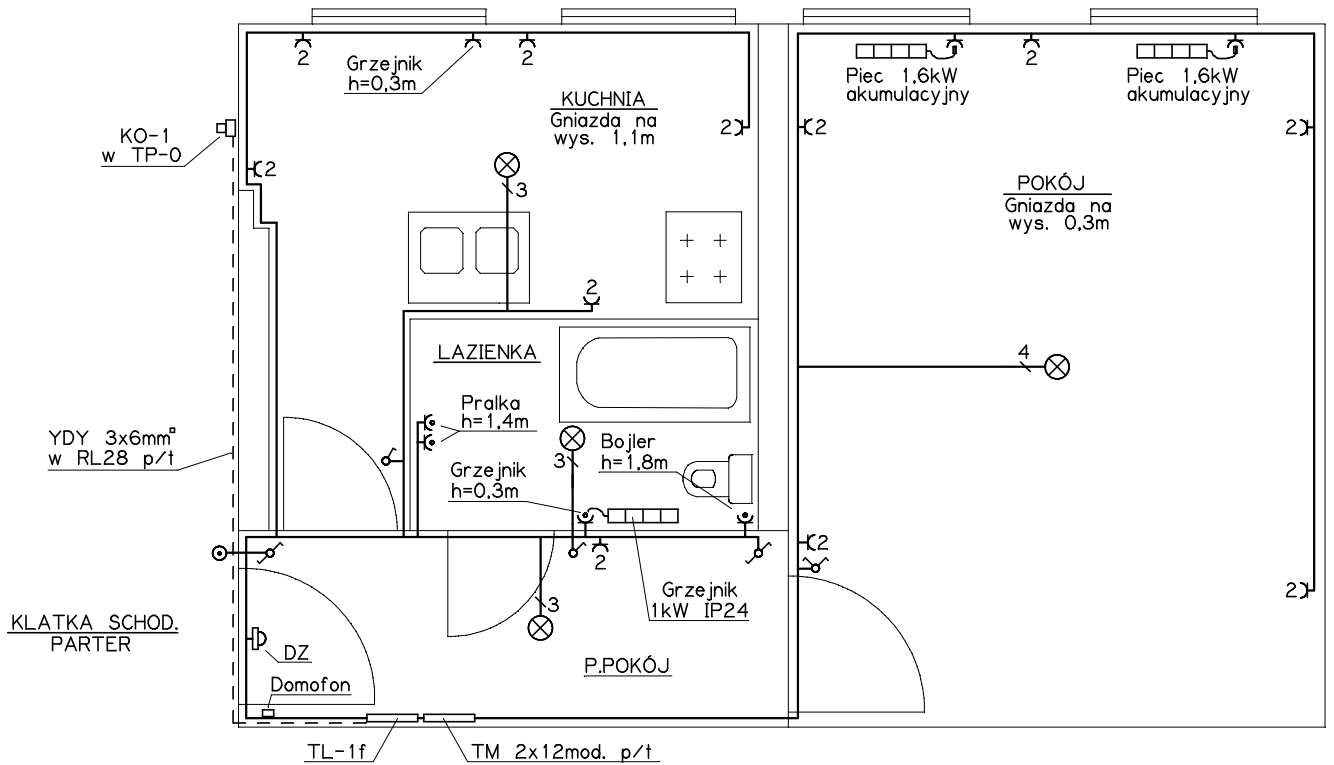 2
Grzejnik
h=0,3m
2
KUCHNIA
Gniazda na
wys. 1,1m
2
KO-1
w TP-0
2
3
2
Piec 1,6kW
akumulacyjny
2
Piec 1,6kW
akumulacyjny
2
2
POKÓJ
Gniazda na
wys. 0,3m
4
LAZIENKA
Pralka
h=1,4m
3
Bojler
h=1,8m
Grzejnik
h=0,3m
YDY 3x6mm²
w RL28 p/t
2
2
Grzejnik
1kW IP24
3
2
KLATKA SCHOD.
PARTER
DZ
Domofon
P.POKÓJ
TL-1f
TM 2x12mod. p/t